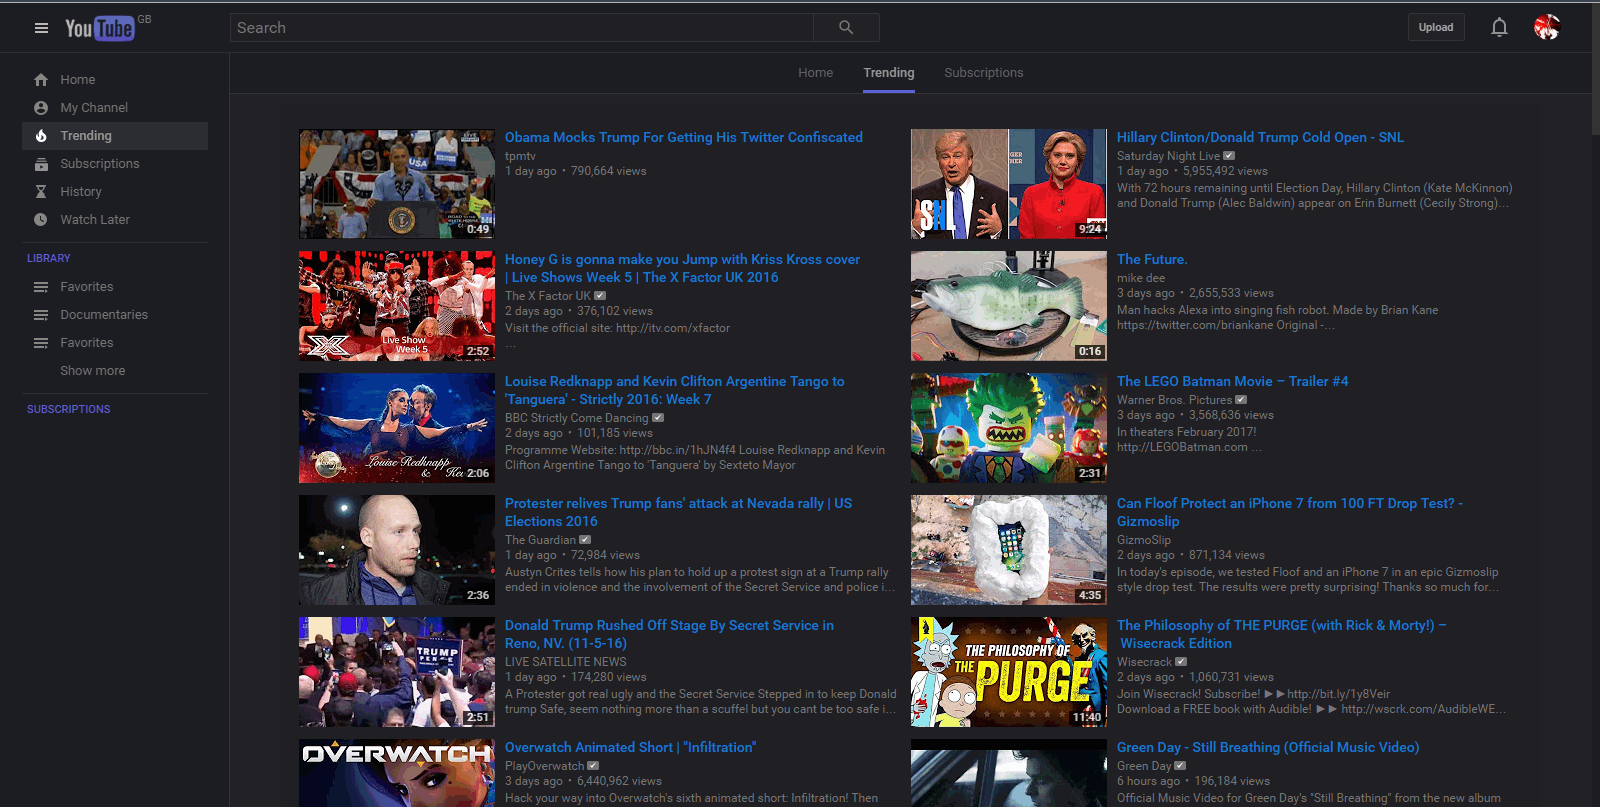 YouTube GB
Search
Upload
Home
My Channel
Trending
Subscriptions
History
Watch Later
LIBRARY
Favorites
Documentaries
Favorites
Show more
SUBSCRIPTIONS
Home Trending Subscriptions
USA
0:49
Obama Mocks Trump For Getting His Twitter Confiscated
tpmtv
1 day ago • 790,664 views
SNL
9:24
Hillary Clinton/Donald Trump Cold Open - SNL
Saturday Night Live
1 day ago • 5,955,492 views
With 72 hours remaining until Election Day, Hillary Clinton (Kate McKinnon)
and Donald Trump (Alec Baldwin) appear on Erin Burnett (Cecily Strong)...
X
Live Show
Week 5
2:52
Honey G is gonna make you Jump with Kriss Kross cover
| Live Shows Week 5 | The X Factor UK 2016
The X Factor UK
2 days ago • 376,102 views
Visit the official site: http://itv.com/xfactor
...
0:16
The Future.
mike dee
3 days ago • 2,655,533 views
Man hacks Alexa into singing fish robot. Made by Brian Kane
https://twitter.com/briankane Original -...
Louise Redknapp
& Kev
2:06
Louise Redknapp and Kevin Clifton Argentine Tango to
'Tanguera' - Strictly 2016: Week 7
BBC Strictly Come Dancing
2 days ago • 101,185 views
Programme Website: http://bbc.in/1hJN4f4 Louise Redknapp and Kevin
Clifton Argentine Tango to 'Tanguera' by Sexteto Mayor
2:31
The LEGO Batman Movie – Trailer #4
Warner Bros. Pictures
3 days ago • 3,568,636 views
In theaters February 2017!
http://LEGOBatman.com ...
2:36
Protester relives Trump fans' attack at Nevada rally | US
Elections 2016
The Guardian
1 day ago • 72,984 views
Austyn Crites tells how his plan to hold up a protest sign at a Trump rally
ended in violence and the involvement of the Secret Service and police i...
4:35
Can Floof Protect an iPhone 7 from 100 FT Drop Test? -
Gizmoslip
GizmoSlip
2 days ago • 871,134 views
In today's episode, we tested Floof and an iPhone 7 in an epic Gizmoslip
style drop test. The results were pretty surprising! Thanks so much for...
TRUMP
PENCE
2:51
Donald Trump Rushed Off Stage By Secret Service in
Reno, NV. (11-5-16)
LIVE SATELLITE NEWS
1 day ago • 174,280 views
A Protester got real ugly and the Secret Service Stepped in to keep Donald
trump Safe, seem nothing more than a scuffel but you cant be too safe i...
THE PHILOSOPHY OF
THE PURGE
11:40
The Philosophy of THE PURGE (with Rick & Morty!) –
Wisecrack Edition
Wisecrack
2 days ago • 1,060,731 views
Join Wisecrack! Subscribe! ►►http://bit.ly/1y8Veir
Download a FREE book with Audible! ►► http://wscrk.com/AudibleWE...
OVERWATCH
Overwatch Animated Short | "Infiltration"
PlayOverwatch
3 days ago • 6,440,962 views
Hack your way into Overwatch's sixth animated short: Infiltration! Then
Green Day - Still Breathing (Official Music Video)
Green Day
6 hours ago • 196,184 views
Official Music Video for Green Day's "Still Breathing" from the new album